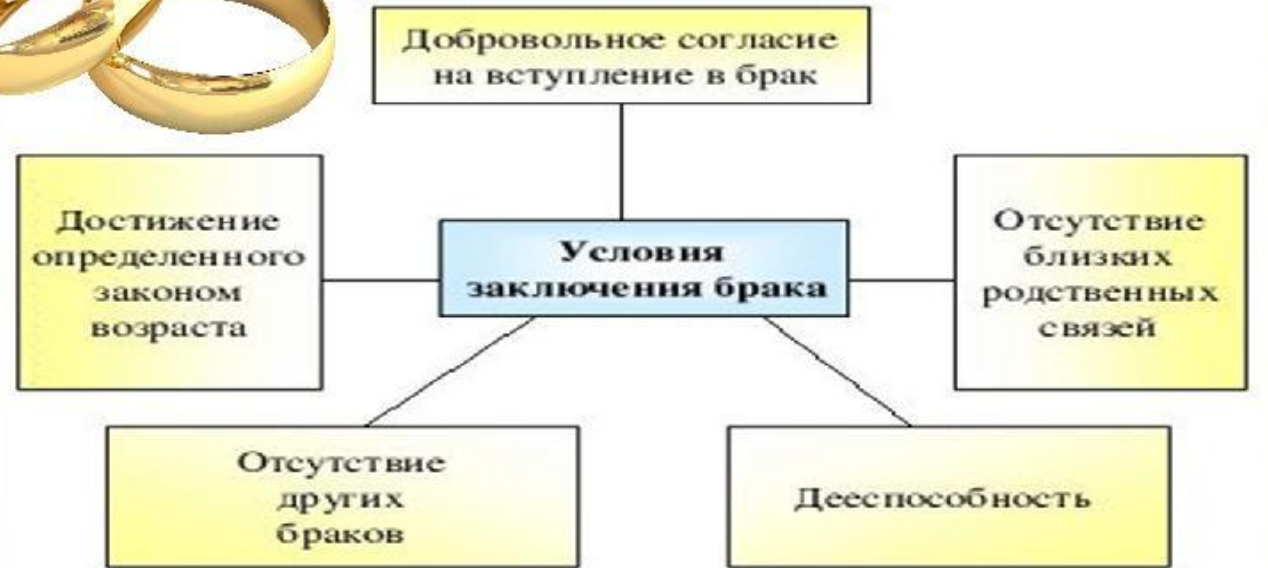 Добровольное согласие
на вступление в брак
Достижение
определенного
законом
возраста
Условия
заключения брака
Отсутствие
близких
родственных
связей
Отсутствие
других
браков
Дееспособность